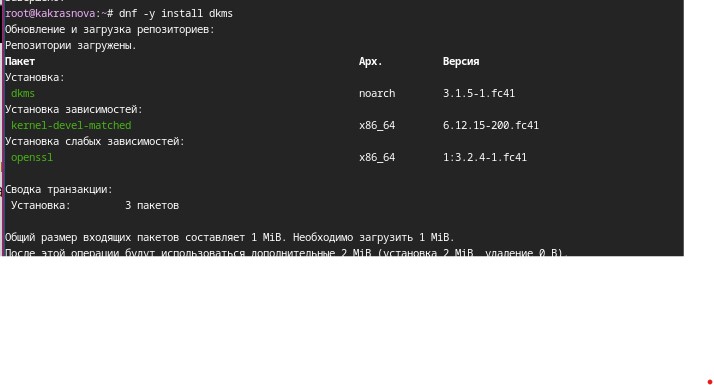 root@kakrasnova:~# dnf -y install dkms
Обновление и загрузка репозиториев:
Репозитории загружены.
Пакет Арх. Версия
Установка:
dkms noarch 3.1.5-1.fc41
Установка зависимостей:
kernel-devel-matched x86_64 6.12.15-200.fc41
Установка слабых зависимостей:
openssl x86_64 1:3.2.4-1.fc41
Сводка транзакции:
Установка: 3 пакетов
Общий размер входящих пакетов составляет 1 MiB. Необходимо загрузить 1 MiB.
После этой операции будут использоваться дополнительные 2 MiB (установка 2 MiB, удаление 0 B).